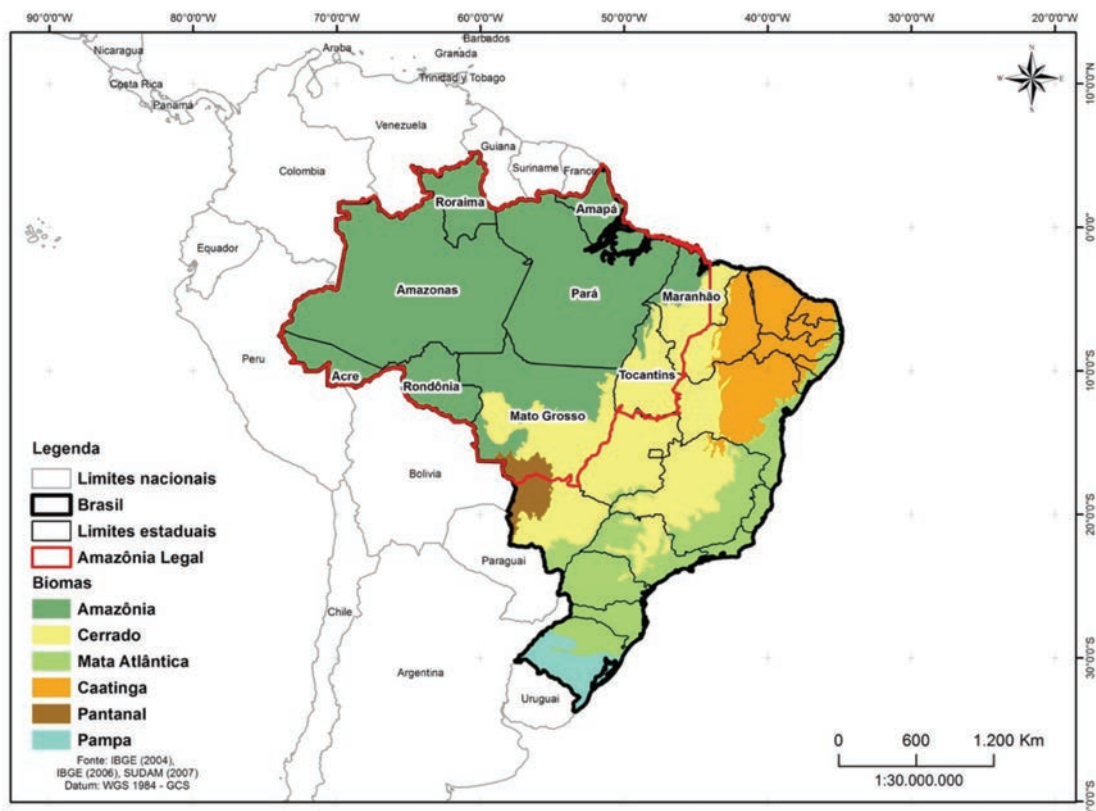 90°0'0"W 80°0'0"W 70°0'0"W 60°0'0"W 50°0'0"W 40°0'0"W 30°0'0"W 20°0'0"W
Barbados
Nicaragua
Aruba
Granada
Costa Rica
Trinidad y Tobago
Panamá
10°0'0"N
Venezuela
Guiana
Suriname
France
Colombia
Roraima
Amapá
0°0'0"
Equador
Amazonas
Pará
Maranhão
Peru
10°0'0"S
Acre
Rondônia
Tocantins
Mato Grosso
Bolivia
20°0'0"S
Paraguai
Chile
30°0'0"S
Argentina
Uruguai
Legenda
Limites nacionais
Brasil
Limites estaduais
Amazônia Legal
Biomas
Amazônia
Cerrado
Mata Atlântica
Caatinga
Pantanal
Pampa
Fonte: IBGE (2004),
IBGE (2006), SUDAM (2007)
Datum: WGS 1984 - GCS
0 600 1.200 Km
1:30.000.000